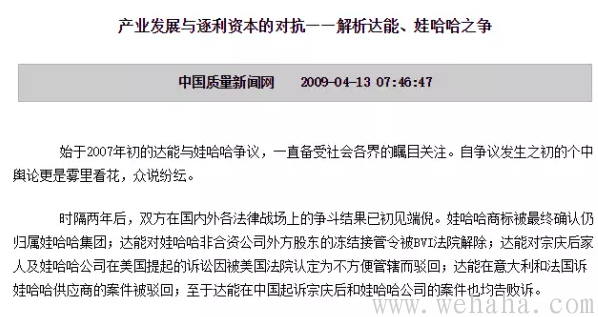 产业发展与逐利资本的对抗——解析达能、娃哈哈之争
中国质量新闻网 2009-04-13 07:46:47
始于2007年初的达能与娃哈哈争议，一直备受社会各界的瞩目关注。自争议发生之初的个中
舆论更是雾里看花，众说纷纭。
时隔两年后，双方在国内外各法律战场上的争斗结果已初见端倪。娃哈哈商标被最终确认仍
归属娃哈哈集团；达能对娃哈哈非合资公司外方股东的冻结接管令被BVI法院解除；达能对宗庆后家
人及娃哈哈公司在美国提起的诉讼因被美国法院认定为不方便管辖而驳回；达能在意大利和法国诉
娃哈哈供应商的案件被驳回；至于达能在中国起诉宗庆后和娃哈哈公司的案件也均告败诉。
www.wehaha.com